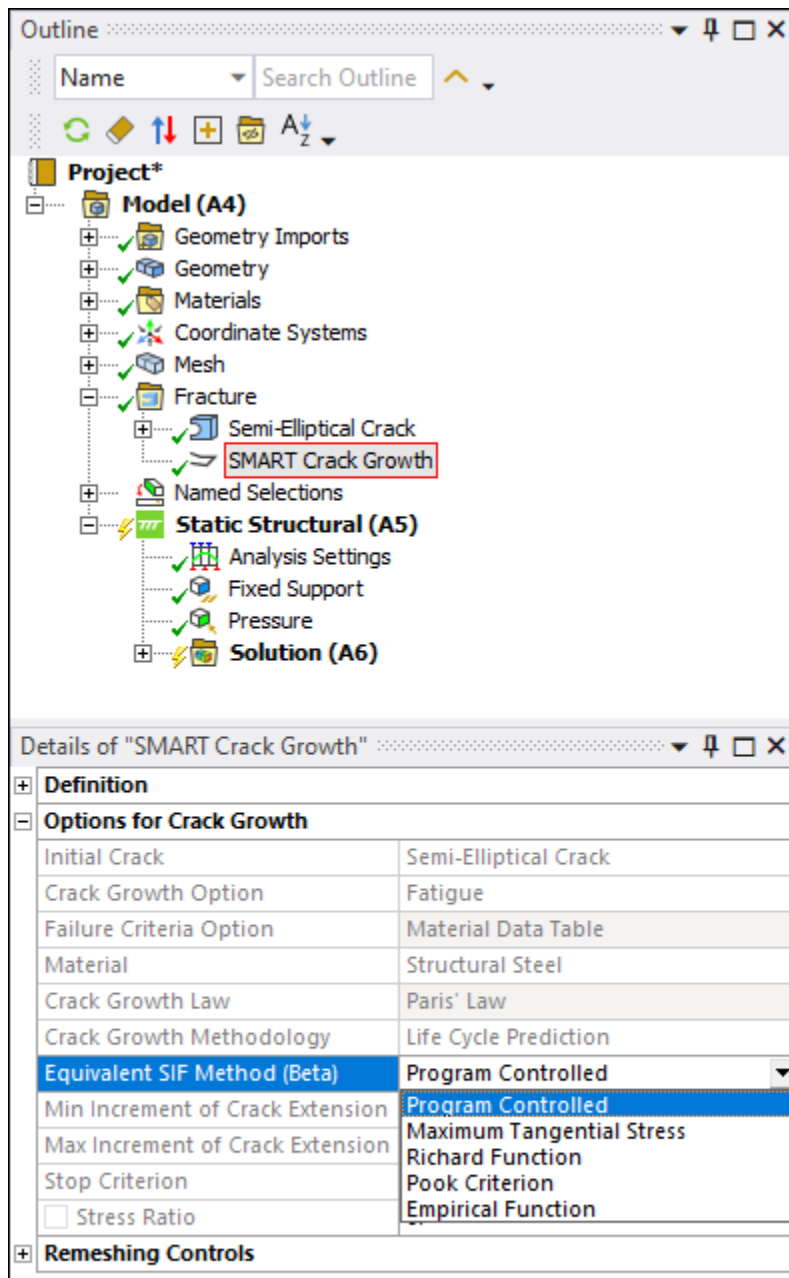 Outline
Name Search Outline
Project*
Model (A4)
Geometry Imports
Geometry
Materials
Coordinate Systems
Mesh
Fracture
Semi-Elliptical Crack
SMART Crack Growth
Named Selections
Static Structural (A5)
Analysis Settings
Fixed Support
Pressure
Solution (A6)
Details of "SMART Crack Growth"
Definition
Options for Crack Growth
Initial Crack Semi-Elliptical Crack
Crack Growth Option Fatigue
Failure Criteria Option Material Data Table
Material Structural Steel
Crack Growth Law Paris' Law
Crack Growth Methodology Life Cycle Prediction
Equivalent SIF Method (Beta) Program Controlled
Min Increment of Crack Extension Program Controlled
Max Increment of Crack Extension Maximum Tangential Stress
Richard Function
Stop Criterion Pook Criterion
Stress Ratio Empirical Function
Remeshing Controls